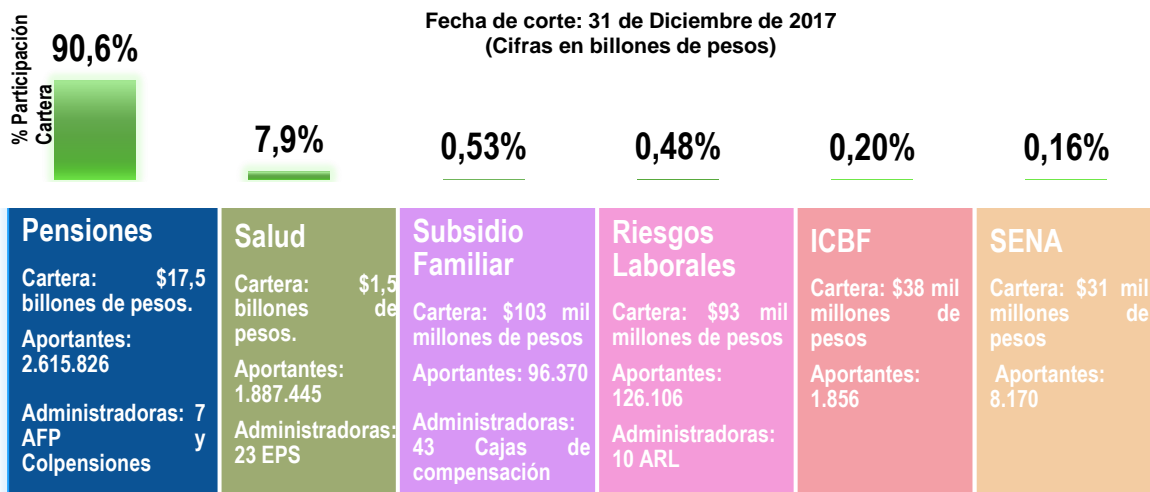 Fecha de corte: 31 de Diciembre de 2017
(Cifras en billones de pesos)
% Participación
Cartera
90,6%
7,9%
0,53%
0,48%
0,20%
0,16%
Pensiones
Cartera: $17,5
billones de pesos.
Aportantes:
2.615.826
Administradoras: 7
AFP y
Colpensiones
Salud
Cartera: $1,5
billones de
pesos.
Aportantes:
1.887.445
Administradoras:
23 EPS
Subsidio
Familiar
Cartera: $103 mil
millones de pesos
Aportantes: 96.370
Administradoras:
43 Cajas de
compensación
Riesgos
Laborales
Cartera: $93 mil
millones de pesos
Aportantes:
126.106
Administradoras:
10 ARL
ICBF
Cartera: $38 mil
millones de
pesos
Aportantes:
1.856
SENA
Cartera: $31 mil
millones de
pesos
Aportantes:
8.170